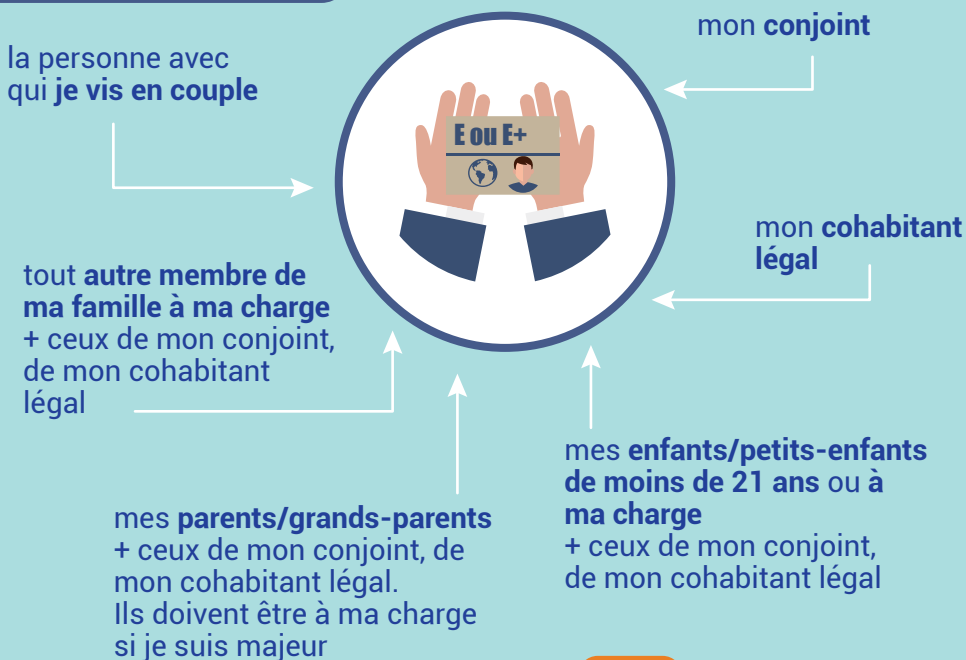 mon conjoint
la personne avec
qui je vis en couple
E ou E+
mon cohabitant
légal
tout autre membre de
ma famille à ma charge
+ ceux de mon conjoint,
de mon cohabitant
légal
mes enfants/petits-enfants
de moins de 21 ans ou à
ma charge
+ ceux de mon conjoint,
de mon cohabitant légal
mes parents/grands-parents
+ ceux de mon conjoint, de
mon cohabitant légal.
Ils doivent être à ma charge
si je suis majeur